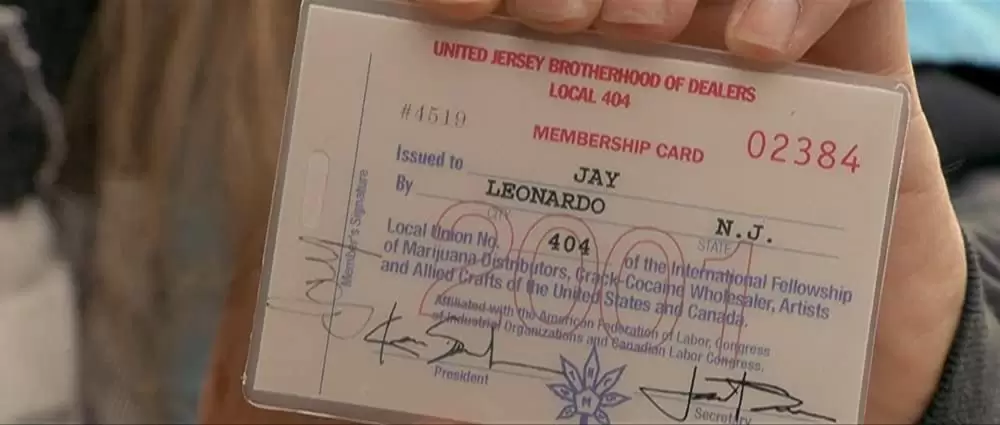 UNITED JERSEY BROTHERHOOD OF DEALERS
LOCAL 404
#4519
MEMBERSHIP CARD 02384
Issued to JAY
By LEONARDO N.J.
CITY STATE
Local Union No. 404 of the International Fellowship
of Marijuana Distributors, Crack-Cocaine Wholesaler, Artists
and Allied Crafts of the United States and Canada.
2001
Affiliated with the American Federation of Labor, Congress
of Industrial Organizations and Canadian Labor Congress.
President
Secretary
Member's Signature